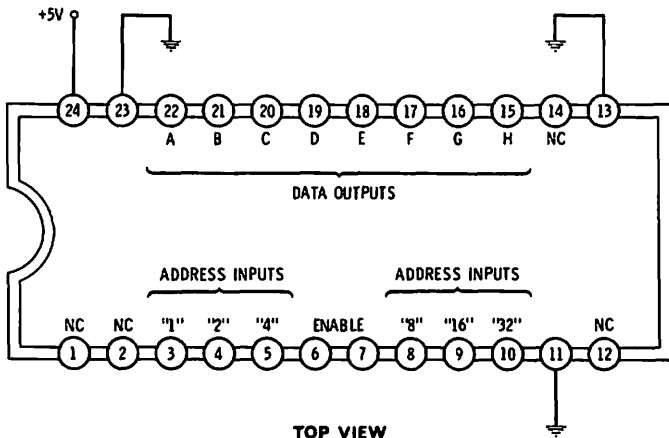 +5V
24 23 22 21 20 19 18 17 16 15 14 13
A B C D E F G H NC
DATA OUTPUTS
ADDRESS INPUTS ADDRESS INPUTS
NC NC "1" "2" "4" ENABLE "8" "16" "32" NC
1 2 3 4 5 6 7 8 9 10 11 12
TOP VIEW